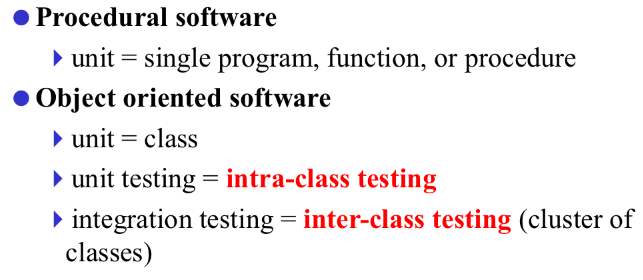 Procedural software
unit = single program, function, or procedure
Object oriented software
unit = class
unit testing = intra-class testing
integration testing = inter-class testing (cluster of
classes)